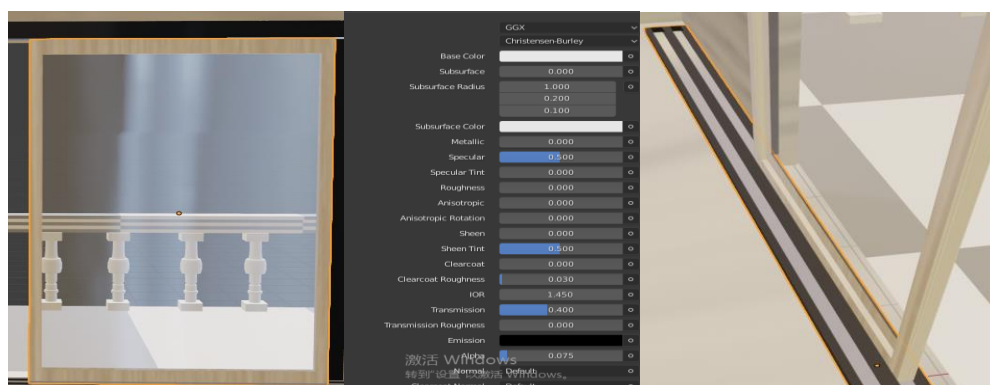 GGX
Christensen-Burley
Base Color
Subsurface 0.000
Subsurface Radius 1.000
0.200
0.100
Subsurface Color
Metallic 0.000
Specular 0.500
Specular Tint 0.000
Roughness 0.000
Anisotropic 0.000
Anisotropic Rotation 0.000
Sheen 0.000
Sheen Tint 0.500
Clearcoat 0.000
Clearcoat Roughness 0.030
IOR 1.450
Transmission 0.400
Transmission Roughness 0.000
Emission
Alpha 0.075
激活 Windows
Normal Default
转到"设置"以激活 Windows。
Clearcoat Normal Default